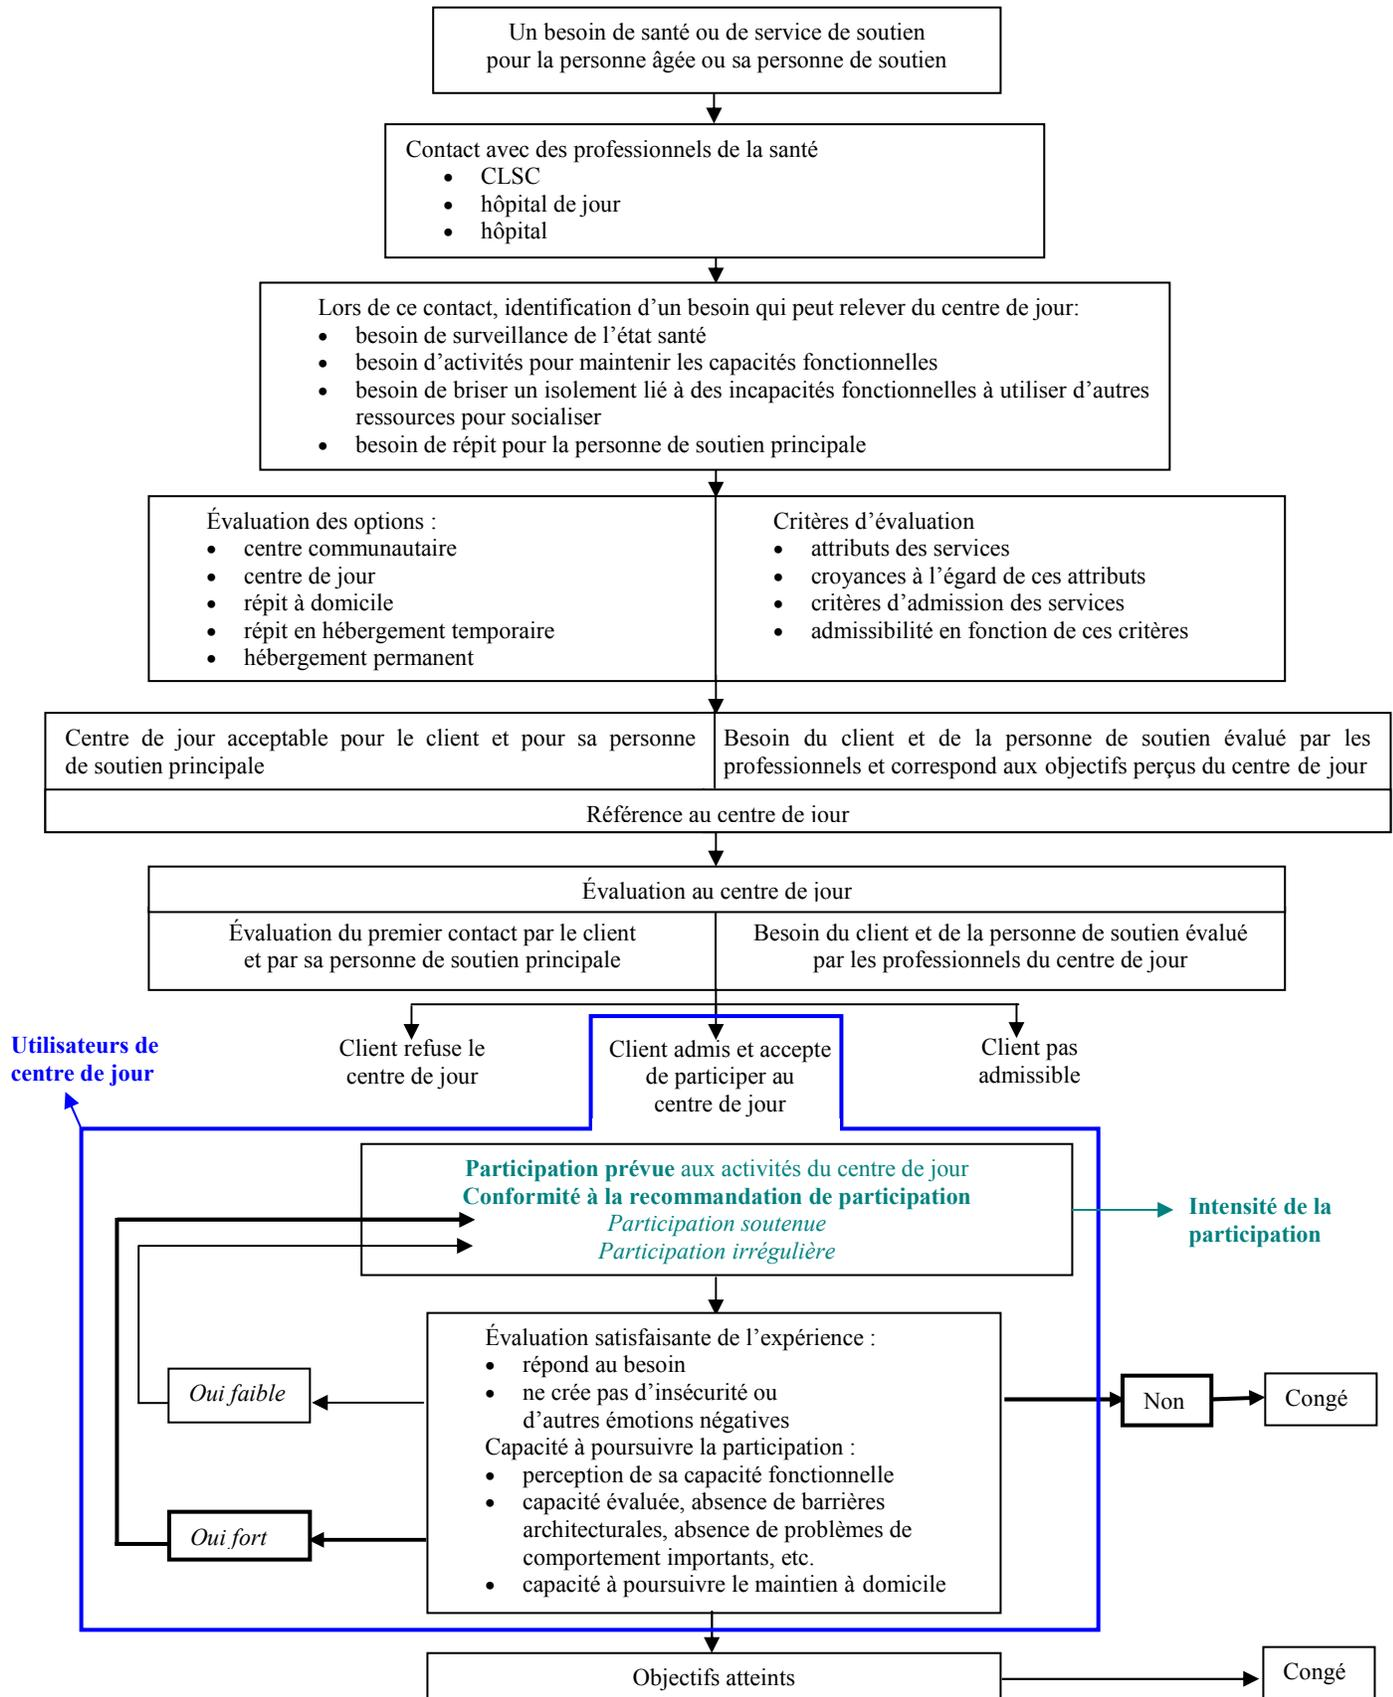 Un besoin de santé ou de service de soutien
pour la personne âgée ou sa personne de soutien
Contact avec des professionnels de la santé
• CLSC
• hôpital de jour
• hôpital
Lors de ce contact, identification d’un besoin qui peut relever du centre de jour:
• besoin de surveillance de l’état santé
• besoin d’activités pour maintenir les capacités fonctionnelles
• besoin de briser un isolement lié à des incapacités fonctionnelles à utiliser d’autres
ressources pour socialiser
• besoin de répit pour la personne de soutien principale
Évaluation des options :
• centre communautaire
• centre de jour
• répit à domicile
• répit en hébergement temporaire
• hébergement permanent
Critères d’évaluation
• attributs des services
• croyances à l’égard de ces attributs
• critères d’admission des services
• admissibilité en fonction de ces critères
Centre de jour acceptable pour le client et pour sa personne
de soutien principale
Besoin du client et de la personne de soutien évalué par les
professionnels et correspond aux objectifs perçus du centre de jour
Référence au centre de jour
Évaluation au centre de jour
Évaluation du premier contact par le client
et par sa personne de soutien principale
Besoin du client et de la personne de soutien évalué
par les professionnels du centre de jour
Utilisateurs de
centre de jour
Client refuse le
centre de jour
Client admis et accepte
de participer au
centre de jour
Client pas
admissible
Participation prévue aux activités du centre de jour
Conformité à la recommandation de participation
Participation soutenue
Participation irrégulière
Intensité de la
participation
Évaluation satisfaisante de l’expérience :
• répond au besoin
• ne crée pas d’insécurité ou
d’autres émotions négatives
Capacité à poursuivre la participation :
• perception de sa capacité fonctionnelle
• capacité évaluée, absence de barrières
architecturales, absence de problèmes de
comportement importants, etc.
• capacité à poursuivre le maintien à domicile
Oui faible
Oui fort
Non
Congé
Objectifs atteints
Congé